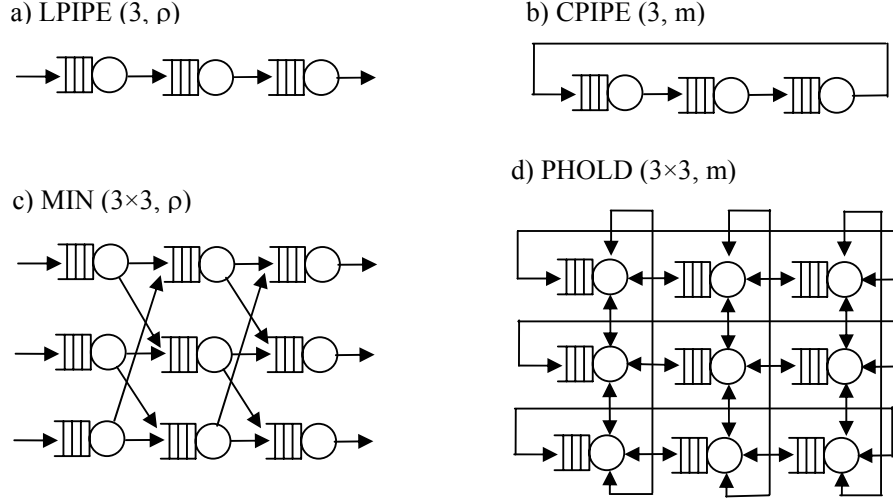 a) LPIPE (3, ρ)
b) CPIPE (3, m)
c) MIN (3×3, ρ)
d) PHOLD (3×3, m)